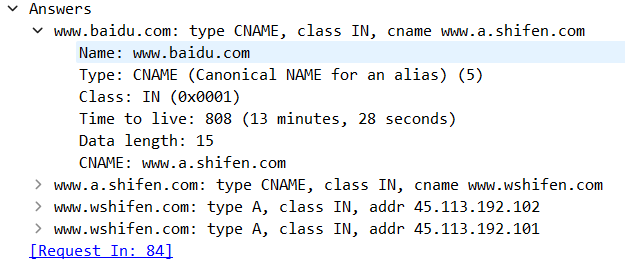 Answers
www.baidu.com: type CNAME, class IN, cname www.a.shifen.com
Name: www.baidu.com
Type: CNAME (Canonical NAME for an alias) (5)
Class: IN (0x0001)
Time to live: 808 (13 minutes, 28 seconds)
Data length: 15
CNAME: www.a.shifen.com
www.a.shifen.com: type CNAME, class IN, cname www.wshifen.com
www.wshifen.com: type A, class IN, addr 45.113.192.102
www.wshifen.com: type A, class IN, addr 45.113.192.101
[Request In: 84]